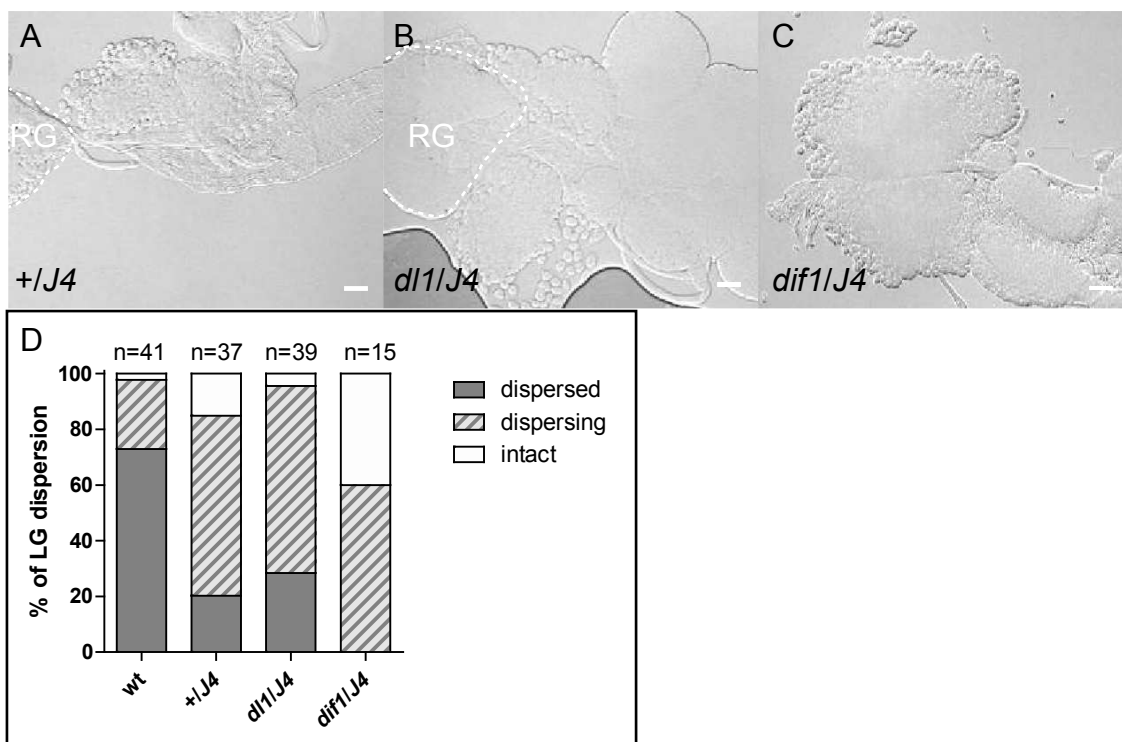 A
B
C
RG
RG
+/J4
dl1/J4
dif1/J4
D
n=41
n=37
n=39
n=15
100
80
60
40
20
0
% of LG dispersion
dispersed
dispersing
intact
wt
+/J4
dl1/J4
dif1/J4